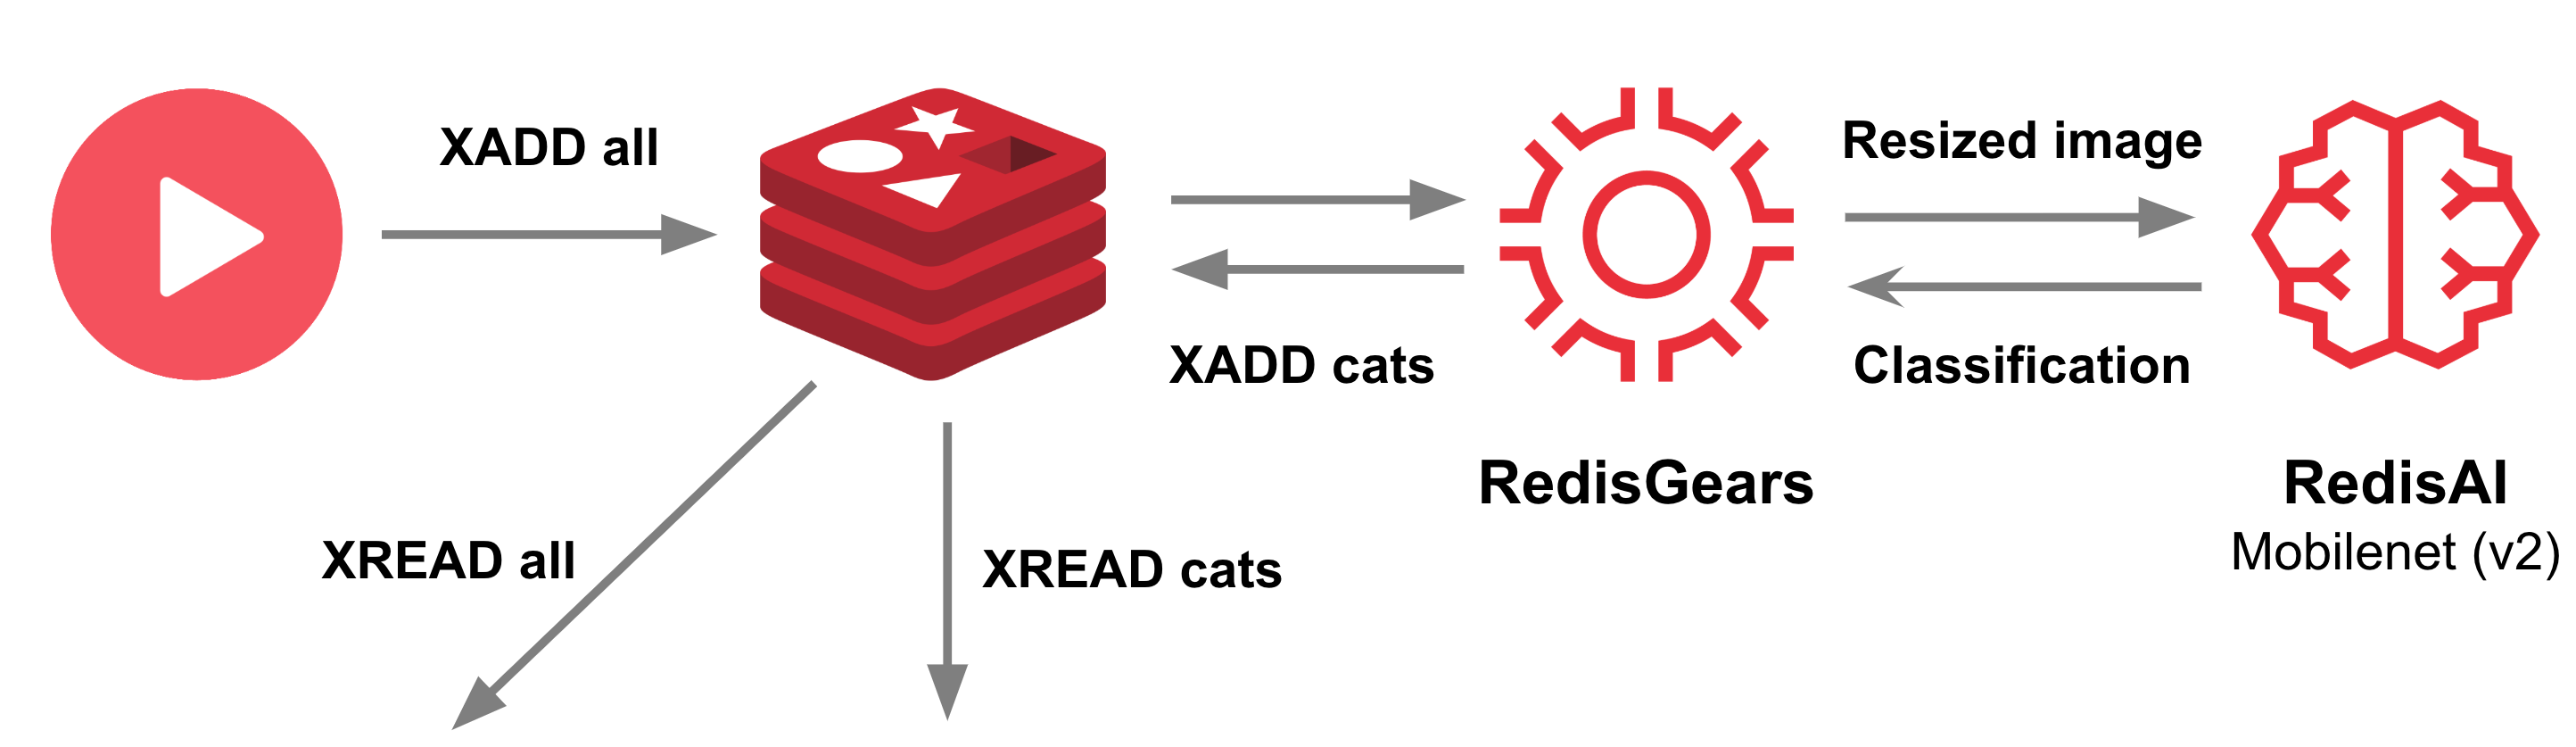 XADD all
Resized image
XADD cats
Classification
RedisGears
RedisAI
Mobilenet (v2)
XREAD all
XREAD cats